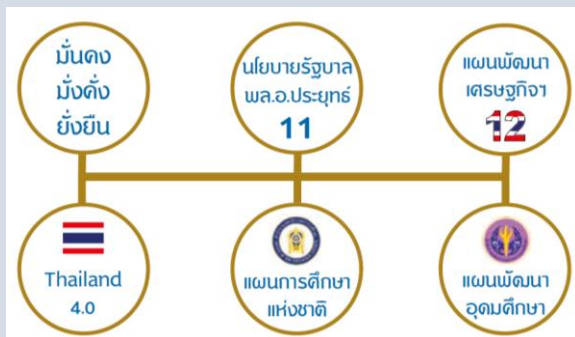 มั่นคง
มั่งคั่ง
ยั่งยืน
นโยบายรัฐบาล
พล.อ.ประยุทธ์
11
แผนพัฒนา
เศรษฐกิจฯ
12
Thailand
4.0
แผนการศึกษา
แห่งชาติ
แผนพัฒนา
อุดมศึกษา